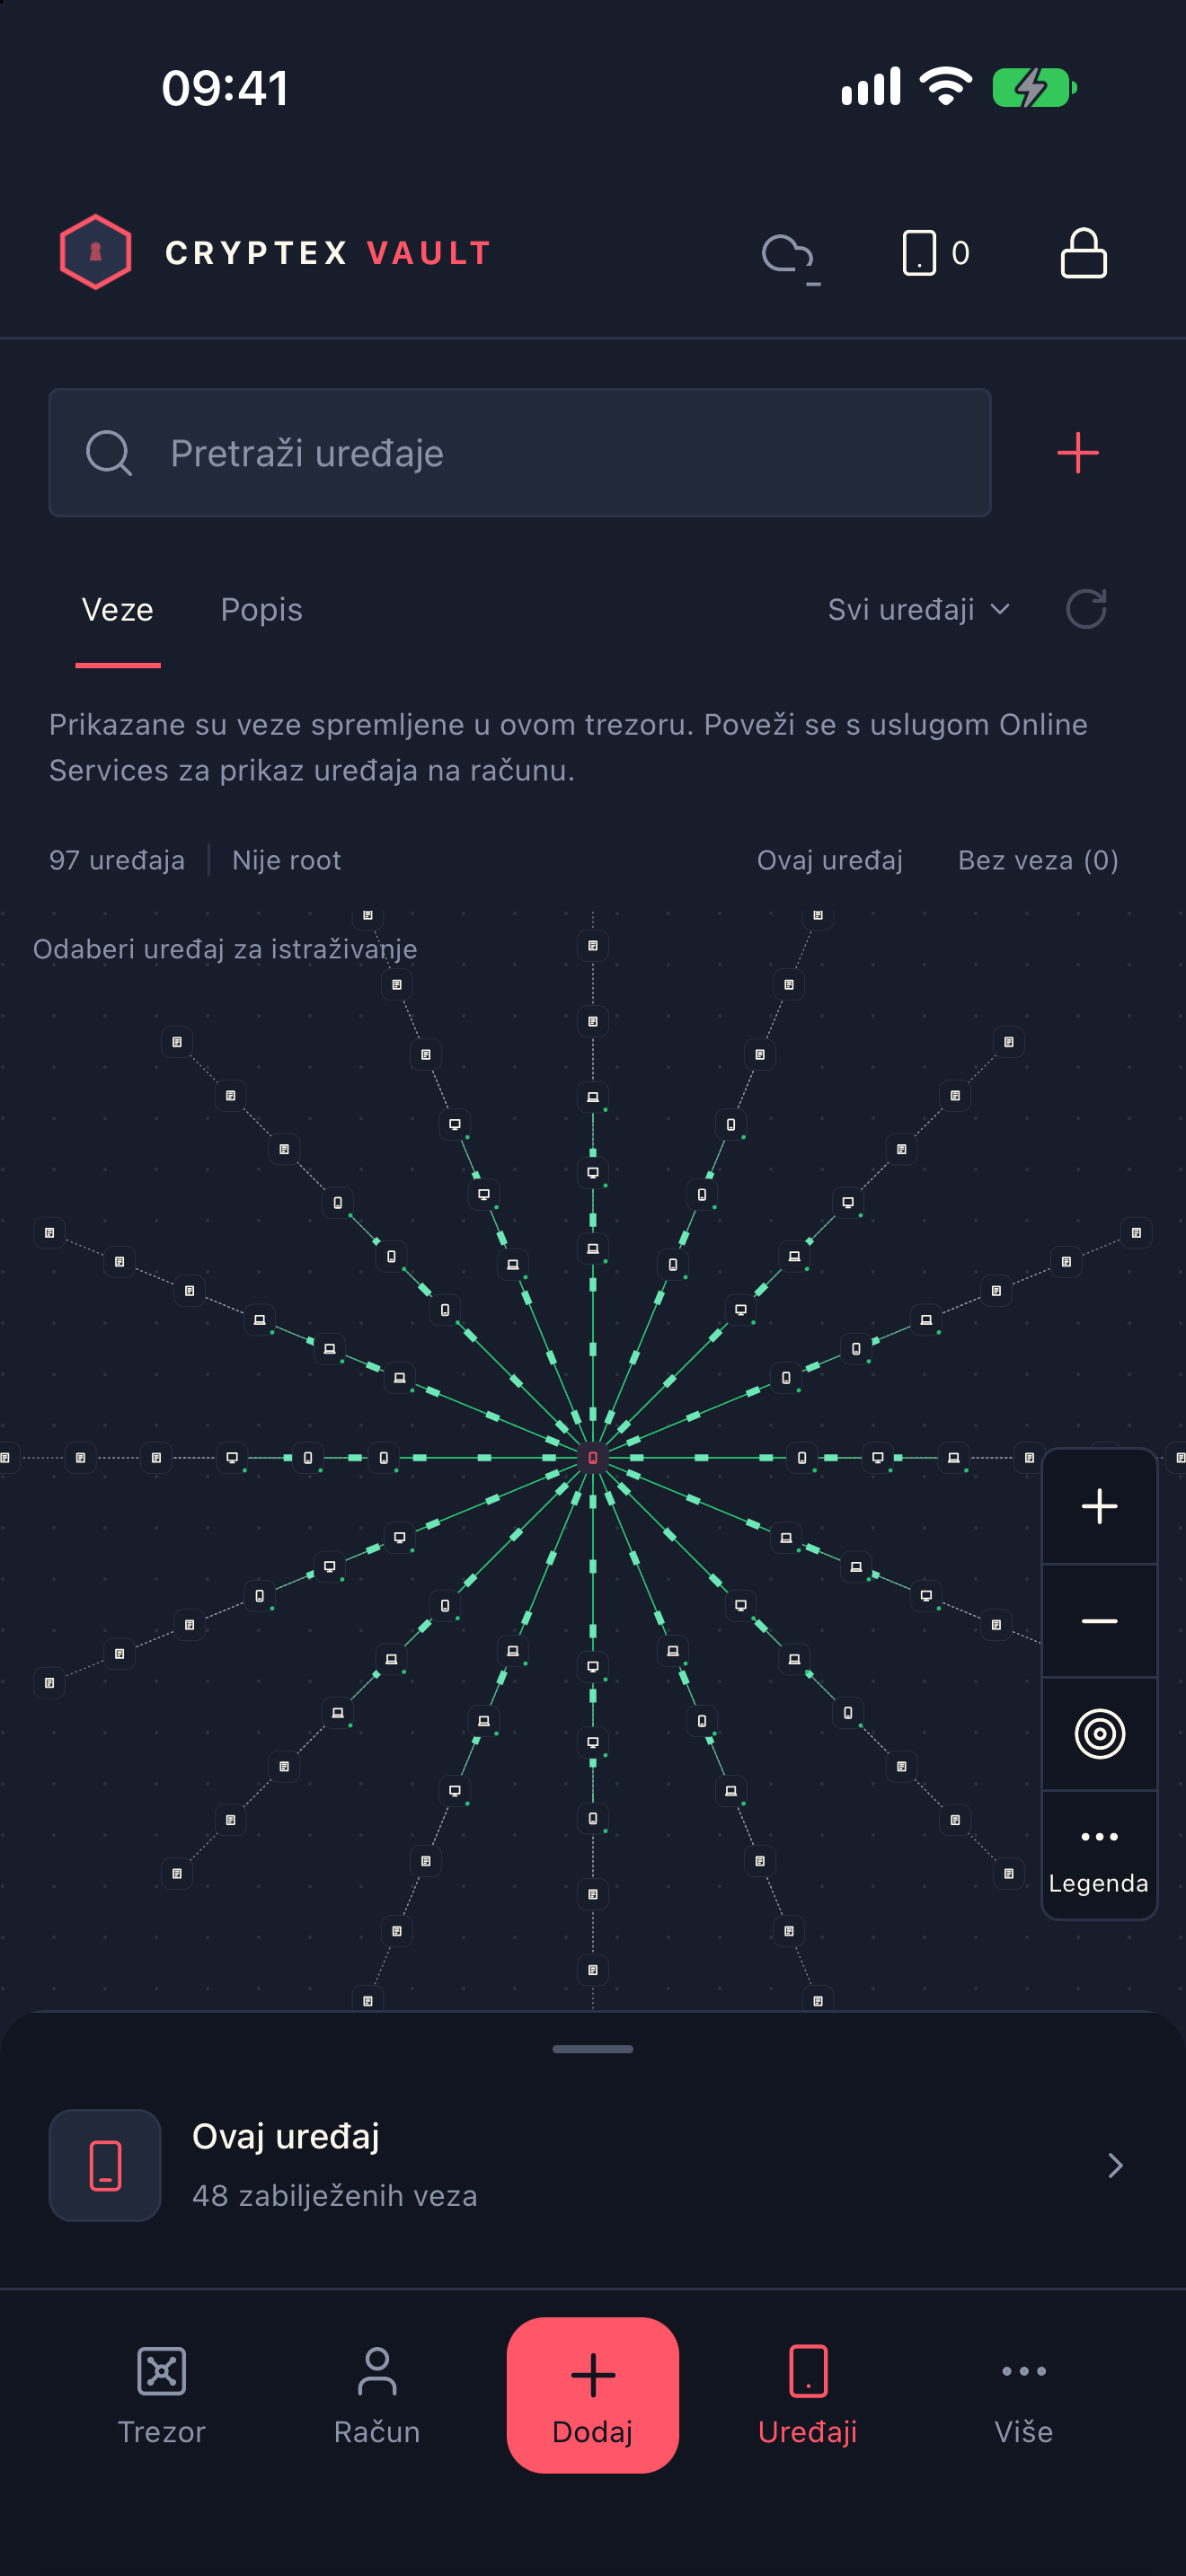 09:41
CRYPTEX VAULT
0
Pretraži uređaje
Veze
Popis
Svi uređaji
Prikazane su veze spremljene u ovom trezoru. Poveži se s uslugom Online
Services za prikaz uređaja na računu.
97 uređaja
Nije root
Ovaj uređaj
Bez veza (0)
Odaberi uređaj za istraživanje
Legenda
Ovaj uređaj
48 zabilježenih veza
Trezor
Račun
Dodaj
Uređaji
Više